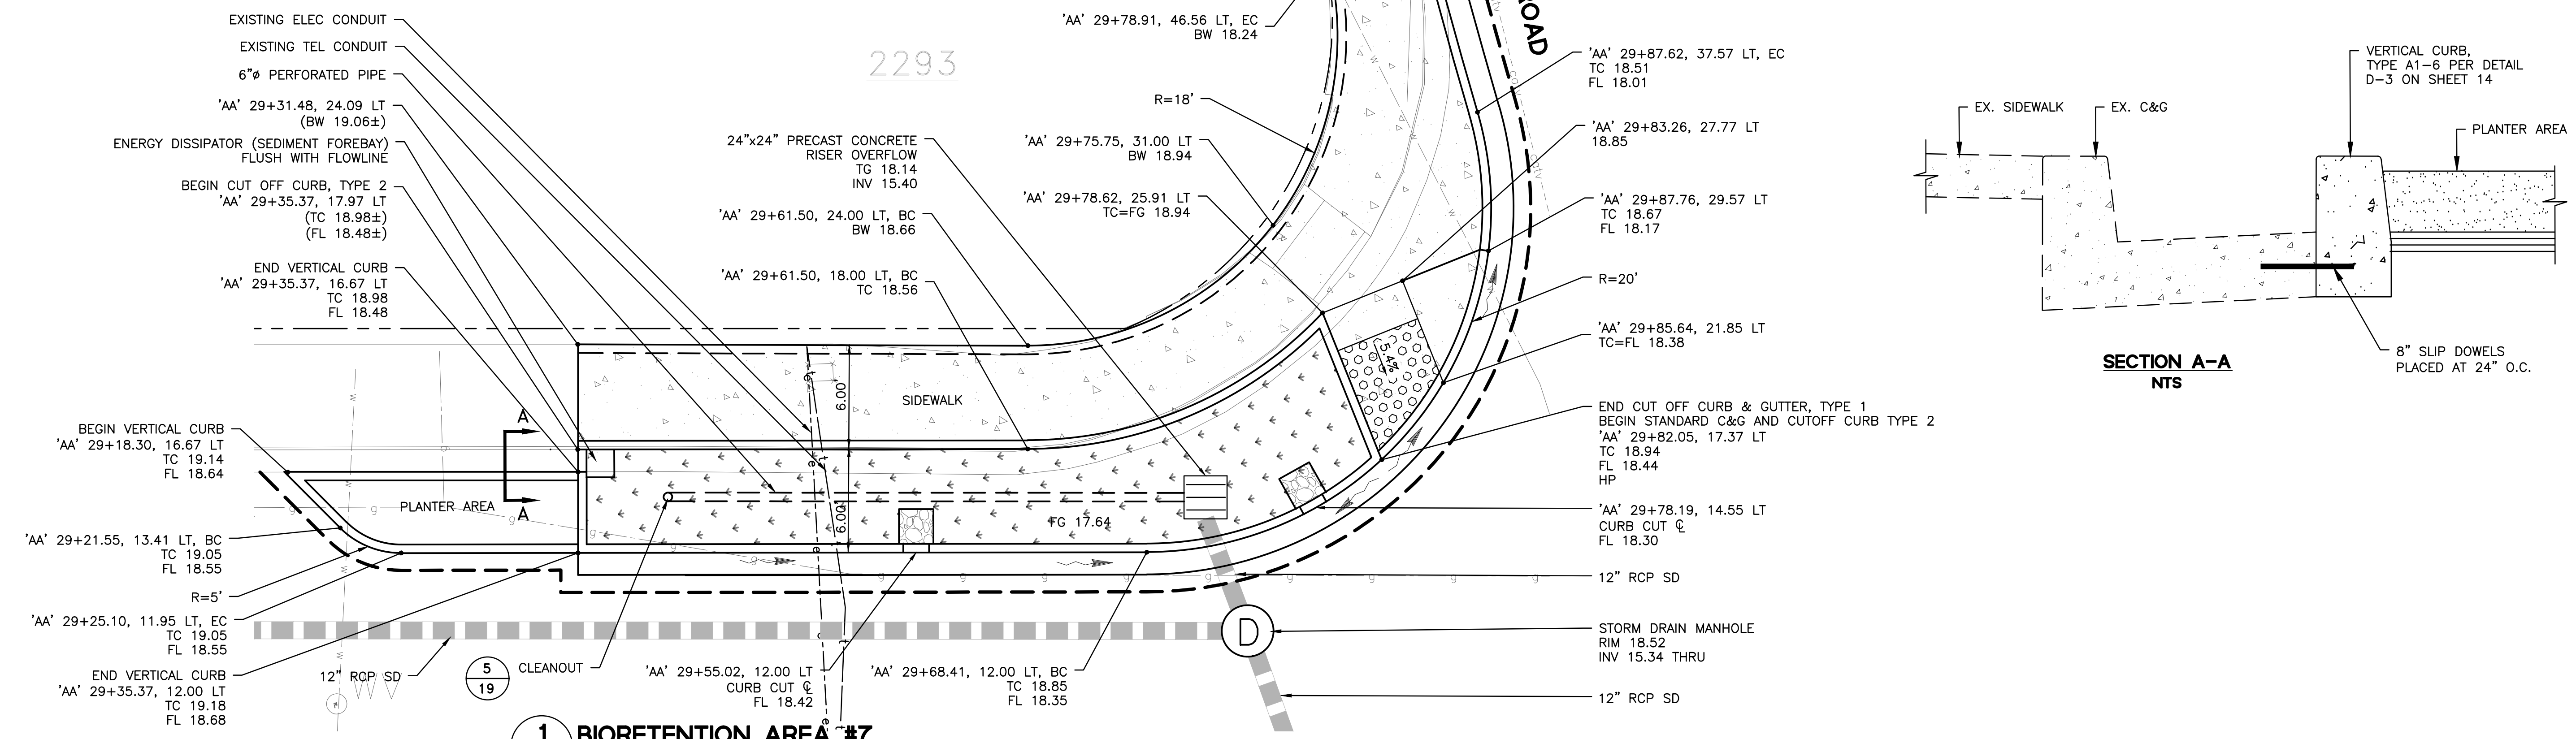 EXISTING ELEC CONDUIT
EXISTING TEL CONDUIT
6"ø PERFORATED PIPE
'AA' 29+31.48, 24.09 LT
(BW 19.06±)
ENERGY DISSIPATOR (SEDIMENT FOREBAY)
FLUSH WITH FLOWLINE
BEGIN CUT OFF CURB, TYPE 2
'AA' 29+35.37, 17.97 LT
(TC 18.98±)
(FL 18.48±)
END VERTICAL CURB
'AA' 29+35.37, 16.67 LT
TC 18.98
FL 18.48
BEGIN VERTICAL CURB
'AA' 29+18.30, 16.67 LT
TC 19.14
FL 18.64
'AA' 29+21.55, 13.41 LT, BC
TC 19.05
FL 18.55
R=5'
'AA' 29+25.10, 11.95 LT, EC
TC 19.05
FL 18.55
END VERTICAL CURB
'AA' 29+35.37, 12.00 LT
TC 19.18
FL 18.68
12" RCP SD
W
5
19
CLEANOUT
1
BIORETENTION AREA #7
2293
24"x24" PRECAST CONCRETE
RISER OVERFLOW
TG 18.14
INV 15.40
'AA' 29+61.50, 24.00 LT, BC
BW 18.66
'AA' 29+61.50, 18.00 LT, BC
TC 18.56
'AA' 29+78.91, 46.56 LT, EC
BW 18.24
R=18'
'AA' 29+75.75, 31.00 LT
BW 18.94
'AA' 29+78.62, 25.91 LT
TC=FG 18.94
A
A
PLANTER AREA
SIDEWALK
6.00'
6.00'
FG 17.64
5.4%
g
g
g
g
g
g
g
g
g
g
g
w
w
w
w
w
G
te
t
e
e
t
e
t
catv
catv
'AA' 29+55.02, 12.00 LT
CURB CUT ℄
FL 18.42
'AA' 29+68.41, 12.00 LT, BC
TC 18.85
FL 18.35
D
ROAD
'AA' 29+87.62, 37.57 LT, EC
TC 18.51
FL 18.01
'AA' 29+83.26, 27.77 LT
18.85
'AA' 29+87.76, 29.57 LT
TC 18.67
FL 18.17
R=20'
'AA' 29+85.64, 21.85 LT
TC=FL 18.38
END CUT OFF CURB & GUTTER, TYPE 1
BEGIN STANDARD C&G AND CUTOFF CURB TYPE 2
'AA' 29+82.05, 17.37 LT
TC 18.94
FL 18.44
HP
'AA' 29+78.19, 14.55 LT
CURB CUT ℄
FL 18.30
12" RCP SD
STORM DRAIN MANHOLE
RIM 18.52
INV 15.34 THRU
12" RCP SD
EX. SIDEWALK
EX. C&G
VERTICAL CURB,
TYPE A1-6 PER DETAIL
D-3 ON SHEET 14
PLANTER AREA
8" SLIP DOWELS
PLACED AT 24" O.C.
SECTION A-A
NTS